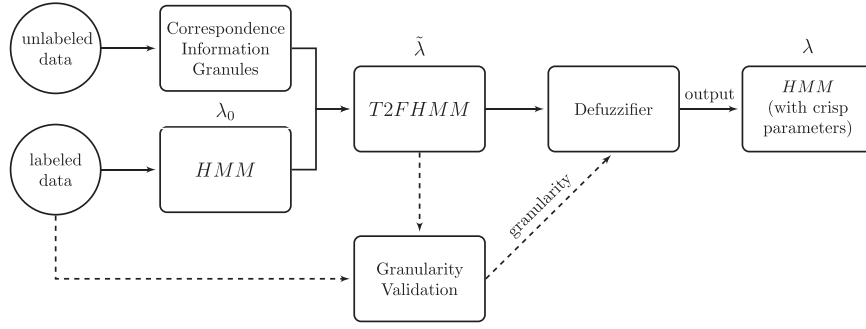 unlabeled
data
Correspondence
Information
Granules
λ₀
labeled
data
HMM
λ̃
T2FHMM
Defuzzifier
output
λ
HMM
(with crisp
parameters)
granularity
Granularity
Validation